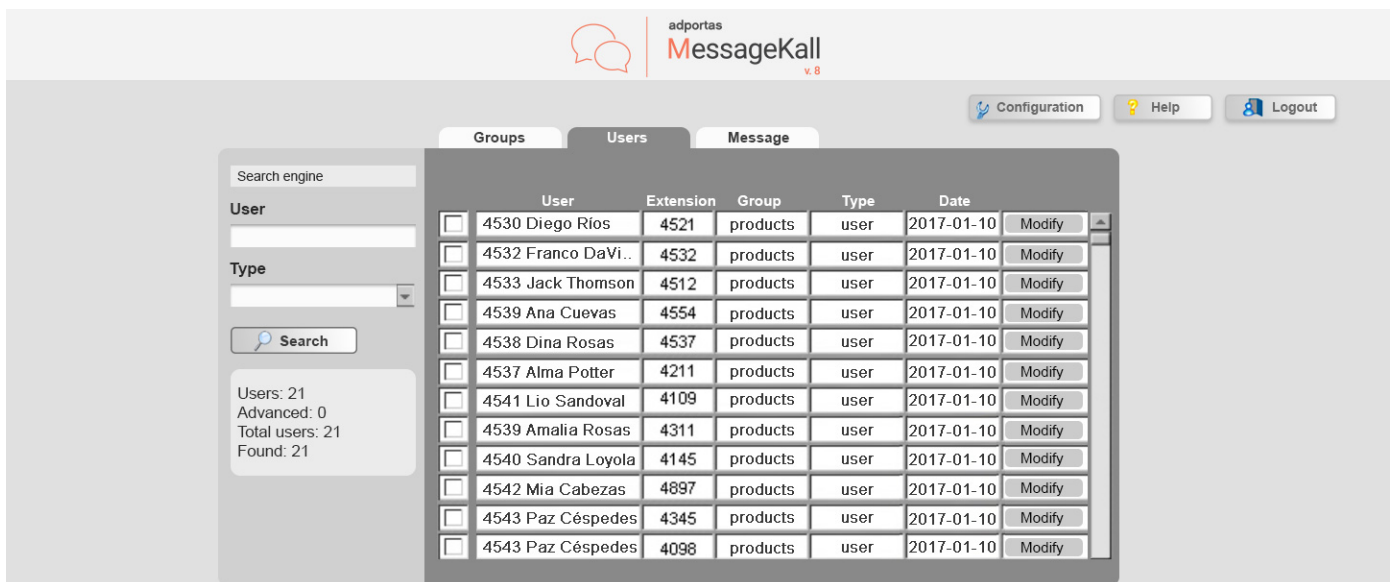 adportas
MessageKall
v. 8
Configuration Help Logout
Groups Users Message
Search engine
User
Type
Search
Users: 21
Advanced: 0
Total users: 21
Found: 21
User Extension Group Type Date
4530 Diego Ríos 4521 products user 2017-01-10 Modify
4532 Franco DaVi.. 4532 products user 2017-01-10 Modify
4533 Jack Thomson 4512 products user 2017-01-10 Modify
4539 Ana Cuevas 4554 products user 2017-01-10 Modify
4538 Dina Rosas 4537 products user 2017-01-10 Modify
4537 Alma Potter 4211 products user 2017-01-10 Modify
4541 Lio Sandoval 4109 products user 2017-01-10 Modify
4539 Amalia Rosas 4311 products user 2017-01-10 Modify
4540 Sandra Loyola 4145 products user 2017-01-10 Modify
4542 Mia Cabezas 4897 products user 2017-01-10 Modify
4543 Paz Céspedes 4345 products user 2017-01-10 Modify
4543 Paz Céspedes 4098 products user 2017-01-10 Modify